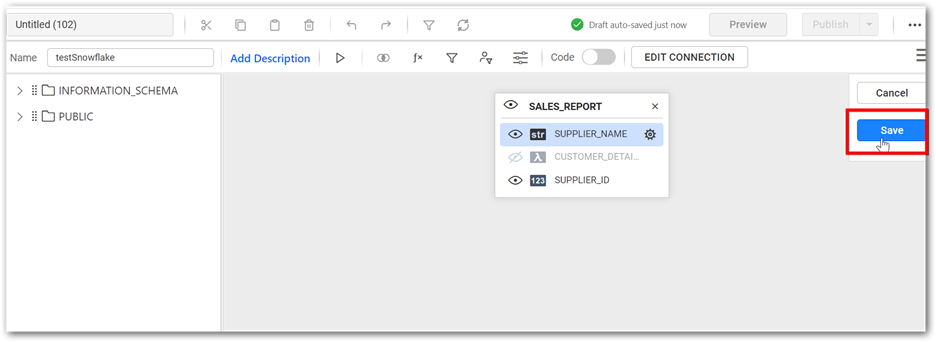 Untitled (102)
Draft auto-saved just now
Preview
Publish
Name
testSnowflake
Add Description
ƒx
Code
EDIT CONNECTION
INFORMATION_SCHEMA
PUBLIC
SALES_REPORT
str SUPPLIER_NAME
λ CUSTOMER_DETAI...
123 SUPPLIER_ID
Cancel
Save